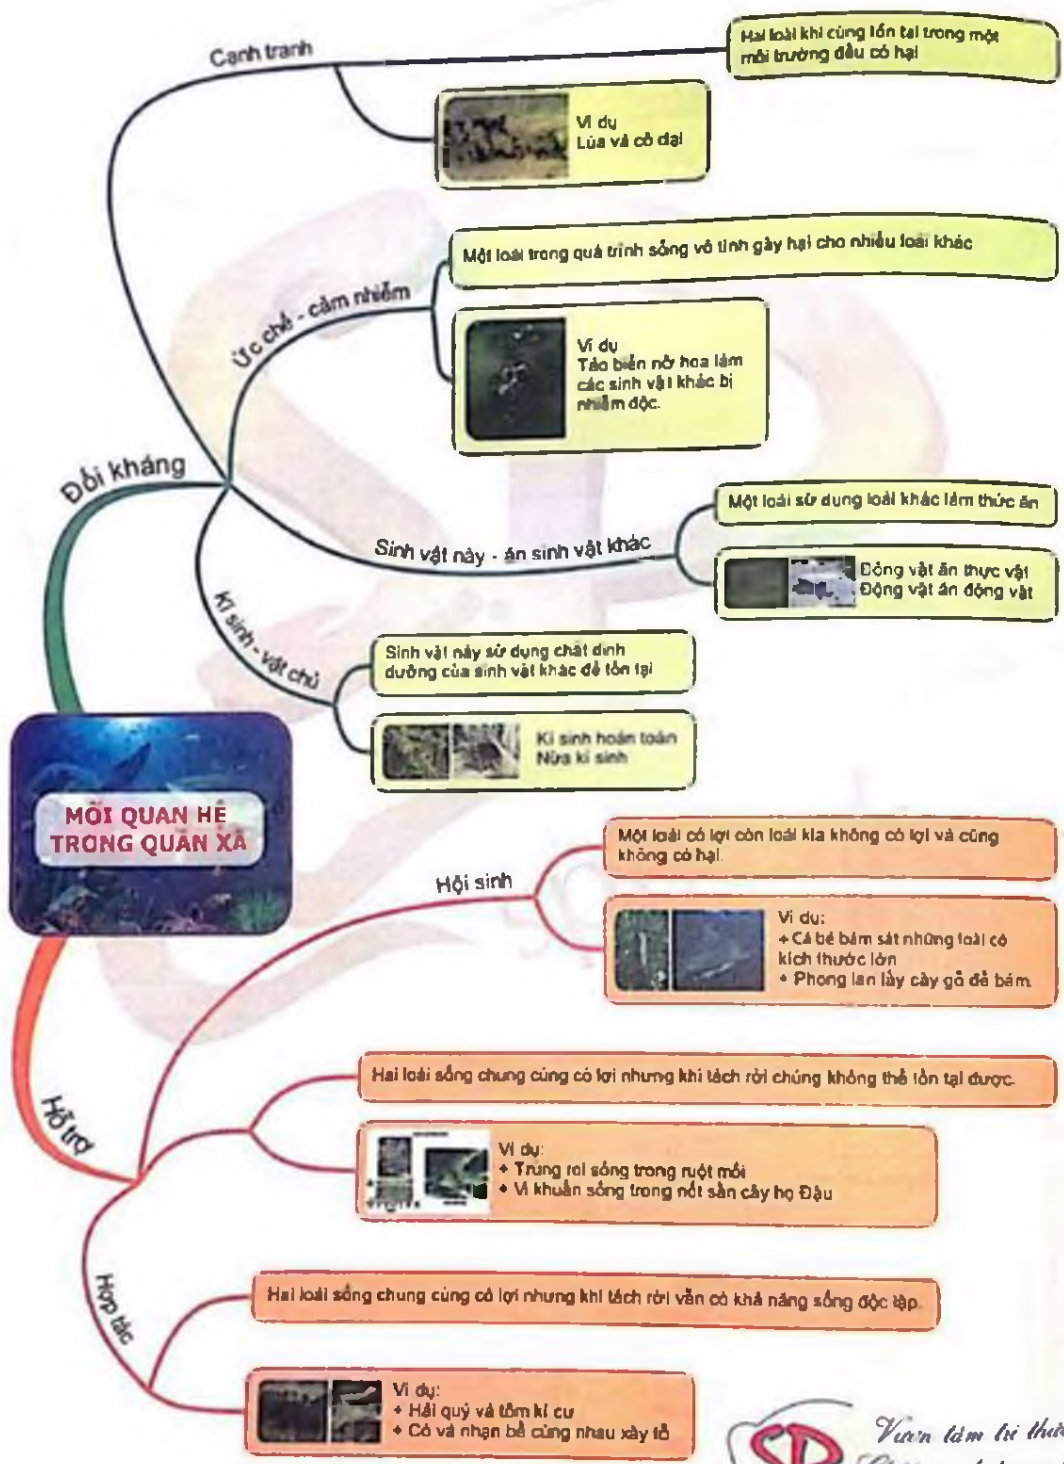 Cạnh tranh
Hai loài khi cùng tồn tại trong một
môi trường đều có hại
Ví dụ
Lúa và cỏ dại
Ức chế - cảm nhiễm
Một loài trong quá trình sống vô tình gây hại cho nhiều loài khác
Ví dụ
Tảo biển nở hoa làm
các sinh vật khác bị
nhiễm độc.
Đối kháng
Sinh vật này - ăn sinh vật khác
Một loài sử dụng loài khác làm thức ăn
Động vật ăn thực vật
Động vật ăn động vật
Kí sinh - vật chủ
Sinh vật này sử dụng chất dinh
dưỡng của sinh vật khác để tồn tại
Kí sinh hoàn toàn
Nửa kí sinh
MỐI QUAN HỆ
TRONG QUẦN XÃ
Hội sinh
Một loài có lợi còn loài kia không có lợi và cũng
không có hại.
Ví dụ:
+ Cá bé bám sát những loài có
kích thước lớn
+ Phong lan lấy cây gỗ để bám.
Hỗ trợ
Hai loài sống chung cùng có lợi nhưng khi tách rời chúng không thể tồn tại được.
Ví dụ:
+ Trùng roi sống trong ruột mối
+ Vi khuẩn sống trong nốt sần cây họ Đậu
Hợp tác
Hai loài sống chung cùng có lợi nhưng khi tách rời vẫn có khả năng sống độc lập.
Ví dụ:
+ Hải quỳ và tôm kí cư
+ Cò và nhạn bể cùng nhau xây tổ
Vươn tầm tri thức